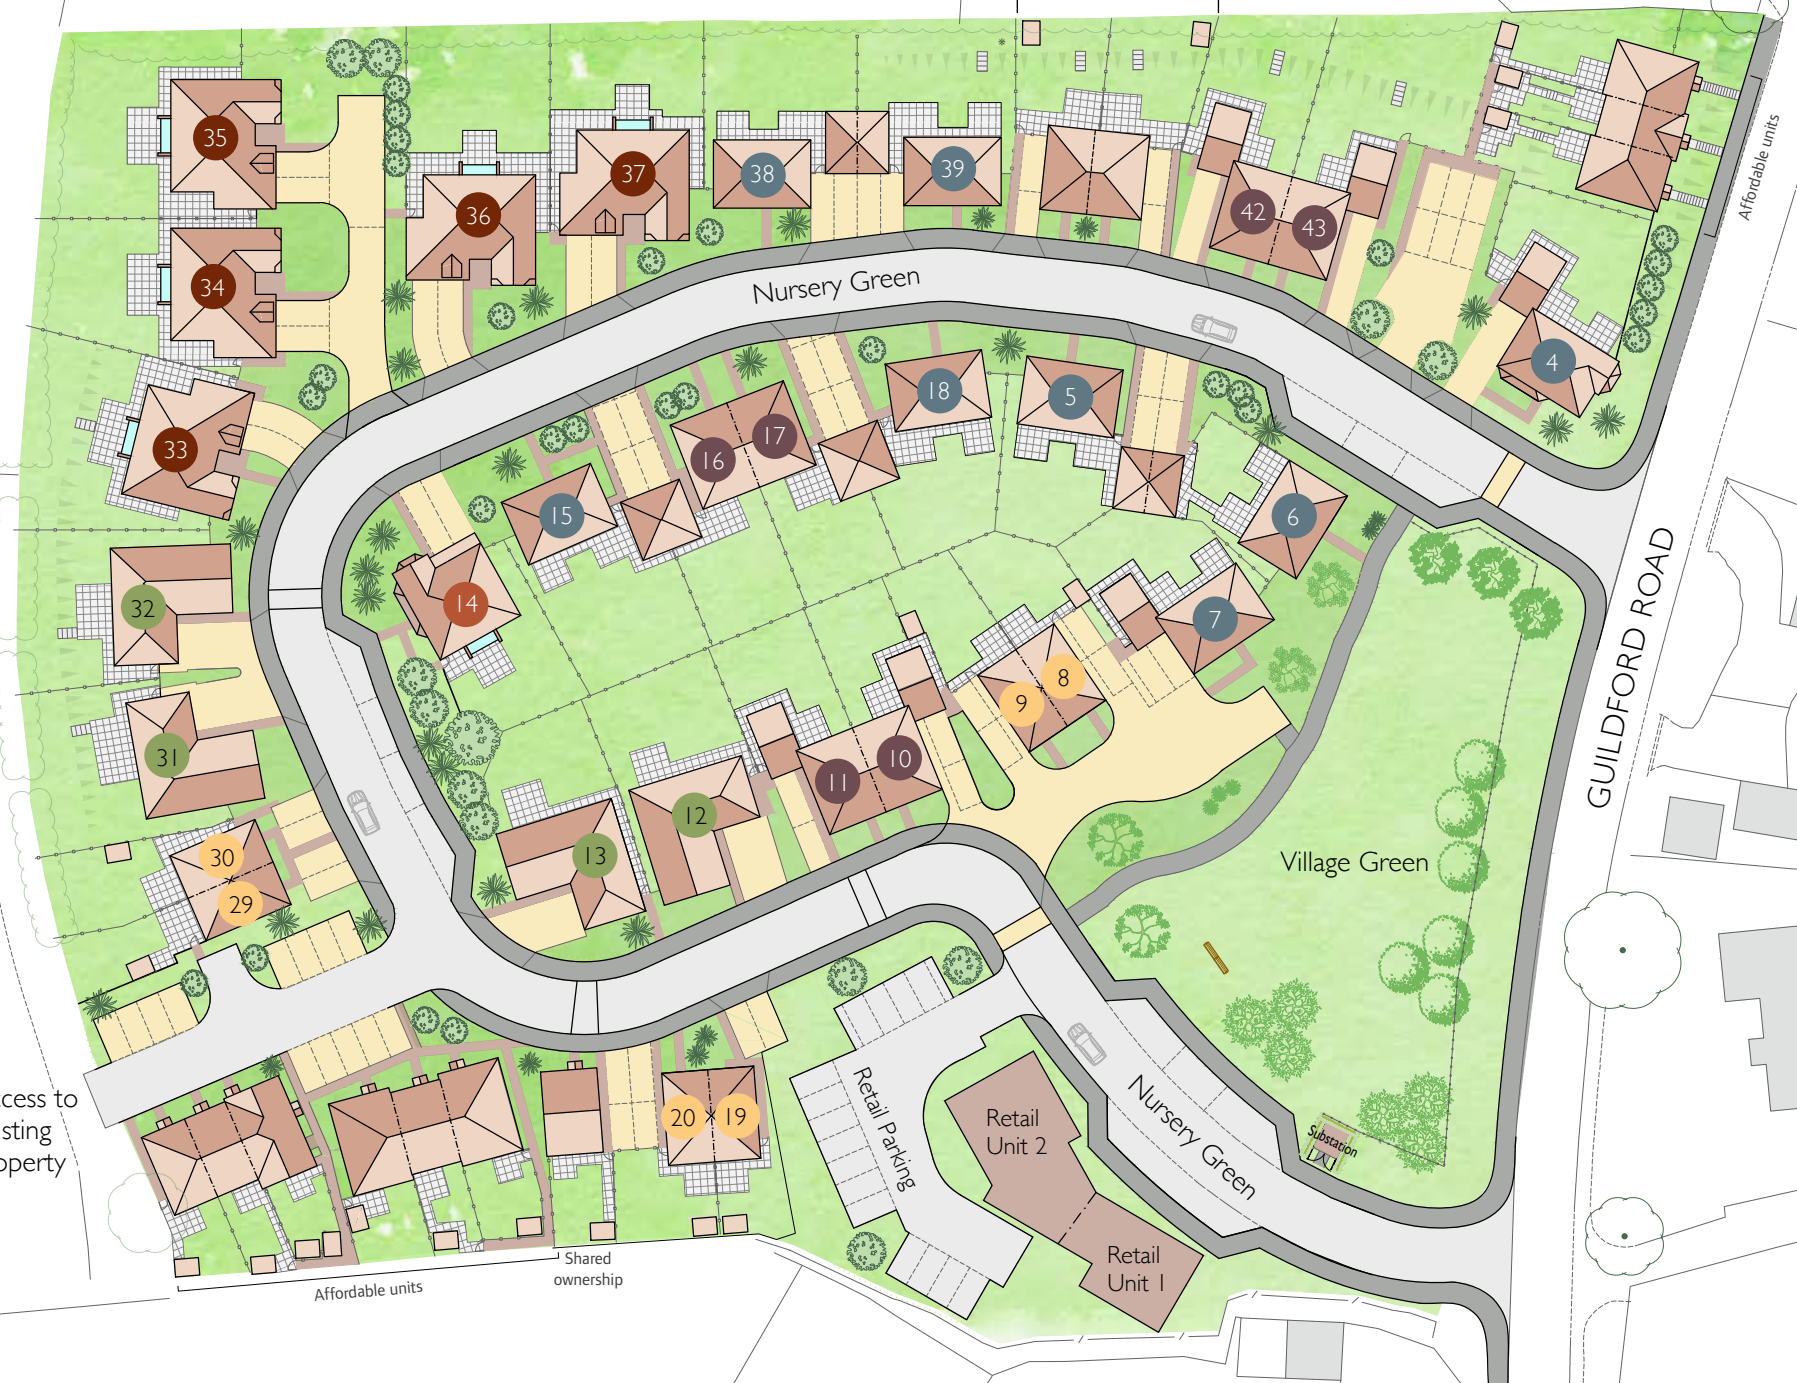 35
37
38
39
36
42
43
34
Nursery Green
4
33
18
5
17
16
15
6
32
14
7
8
9
31
10
11
12
13
30
29
20
19
Affordable units
GUILDFORD ROAD
Village Green
Retail Parking
Retail
Unit 2
Nursery Green
Substation
Retail
Unit 1
cess to
sting
operty
Affordable units
Shared
ownership